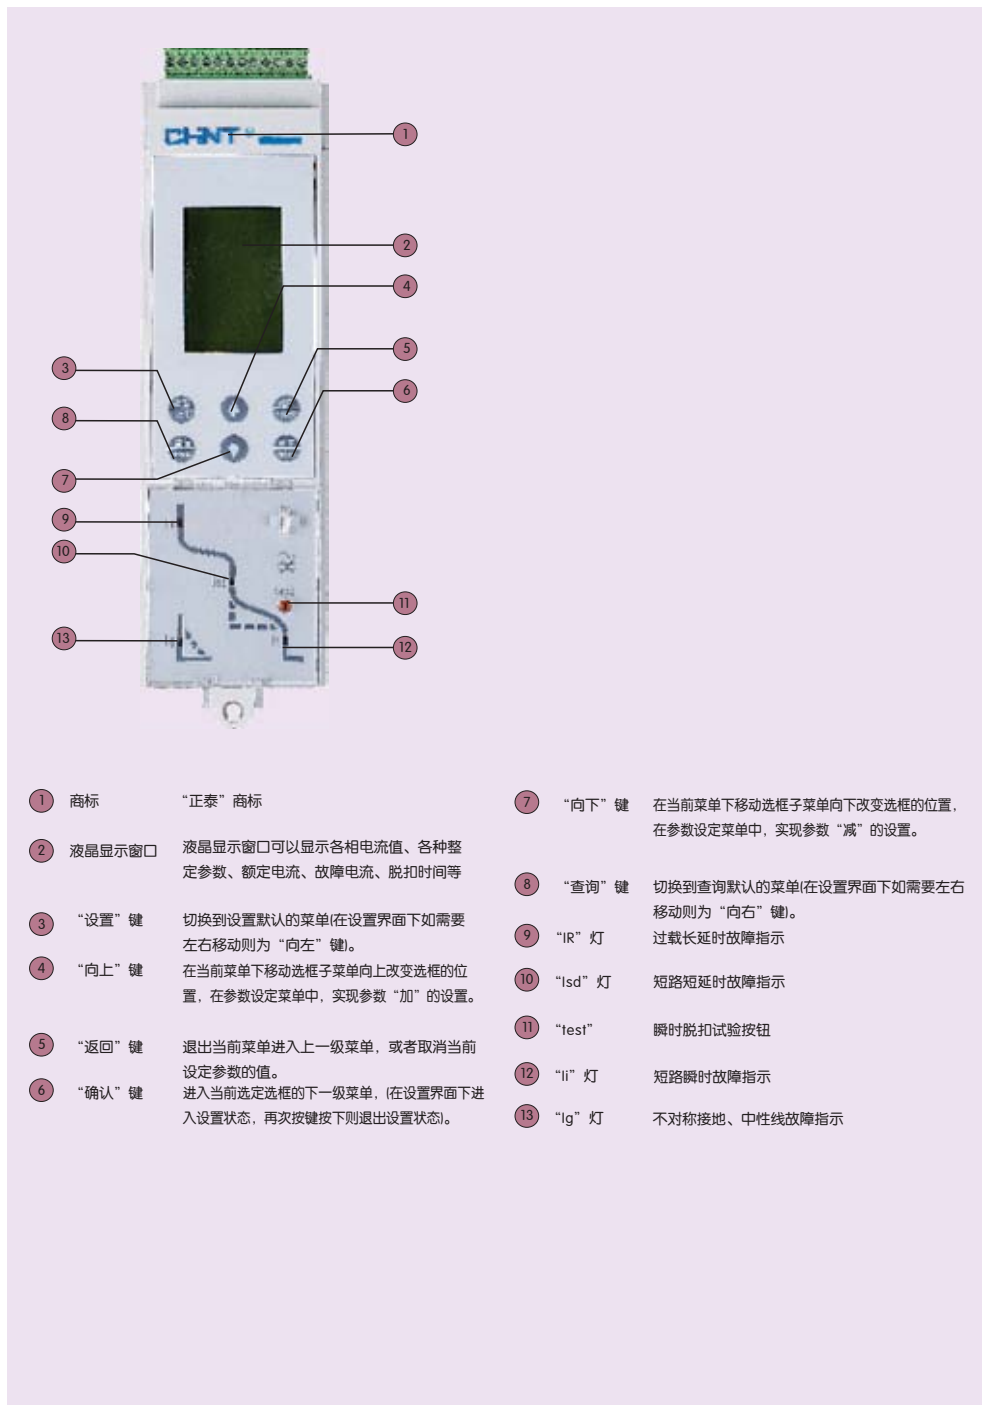 CHNT
1
2
4
5
3
6
8
7
9
10
11
13
12
1 商标 “正泰”商标
2 液晶显示窗口 液晶显示窗口可以显示各相电流值、各种整
定参数、额定电流、故障电流、脱扣时间等
3 “设置”键 切换到设置默认的菜单(在设置界面下如需要
左右移动则为“向左”键)。
4 “向上”键 在当前菜单下移动选框子菜单向上改变选框的位
置，在参数设定菜单中，实现参数“加”的设置。
5 “返回”键 退出当前菜单进入上一级菜单，或者取消当前
设定参数的值。
6 “确认”键 进入当前选定选框的下一级菜单，(在设置界面下进
入设置状态，再次按键按下则退出设置状态)。
7 “向下”键 在当前菜单下移动选框子菜单向下改变选框的位置，
在参数设定菜单中，实现参数“减”的设置。
8 “查询”键 切换到查询默认的菜单(在设置界面下如需要左右
移动则为“向右”键)。
9 “IR”灯 过载长延时故障指示
10 “Isd”灯 短路短延时故障指示
11 “test” 瞬时脱扣试验按钮
12 “Ii”灯 短路瞬时故障指示
13 “Ig”灯 不对称接地、中性线故障指示